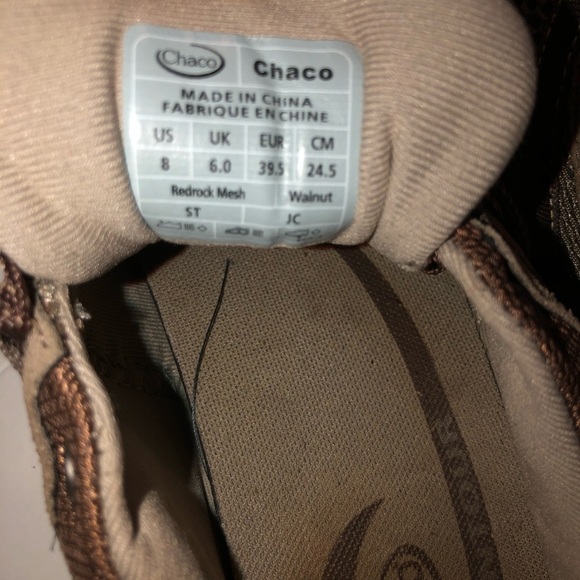 Chaco Chaco
MADE IN CHINA
FABRIQUE EN CHINE
US UK EUR CM
8 6.0 39.5 24.5
Redrock Mesh Walnut
ST JC